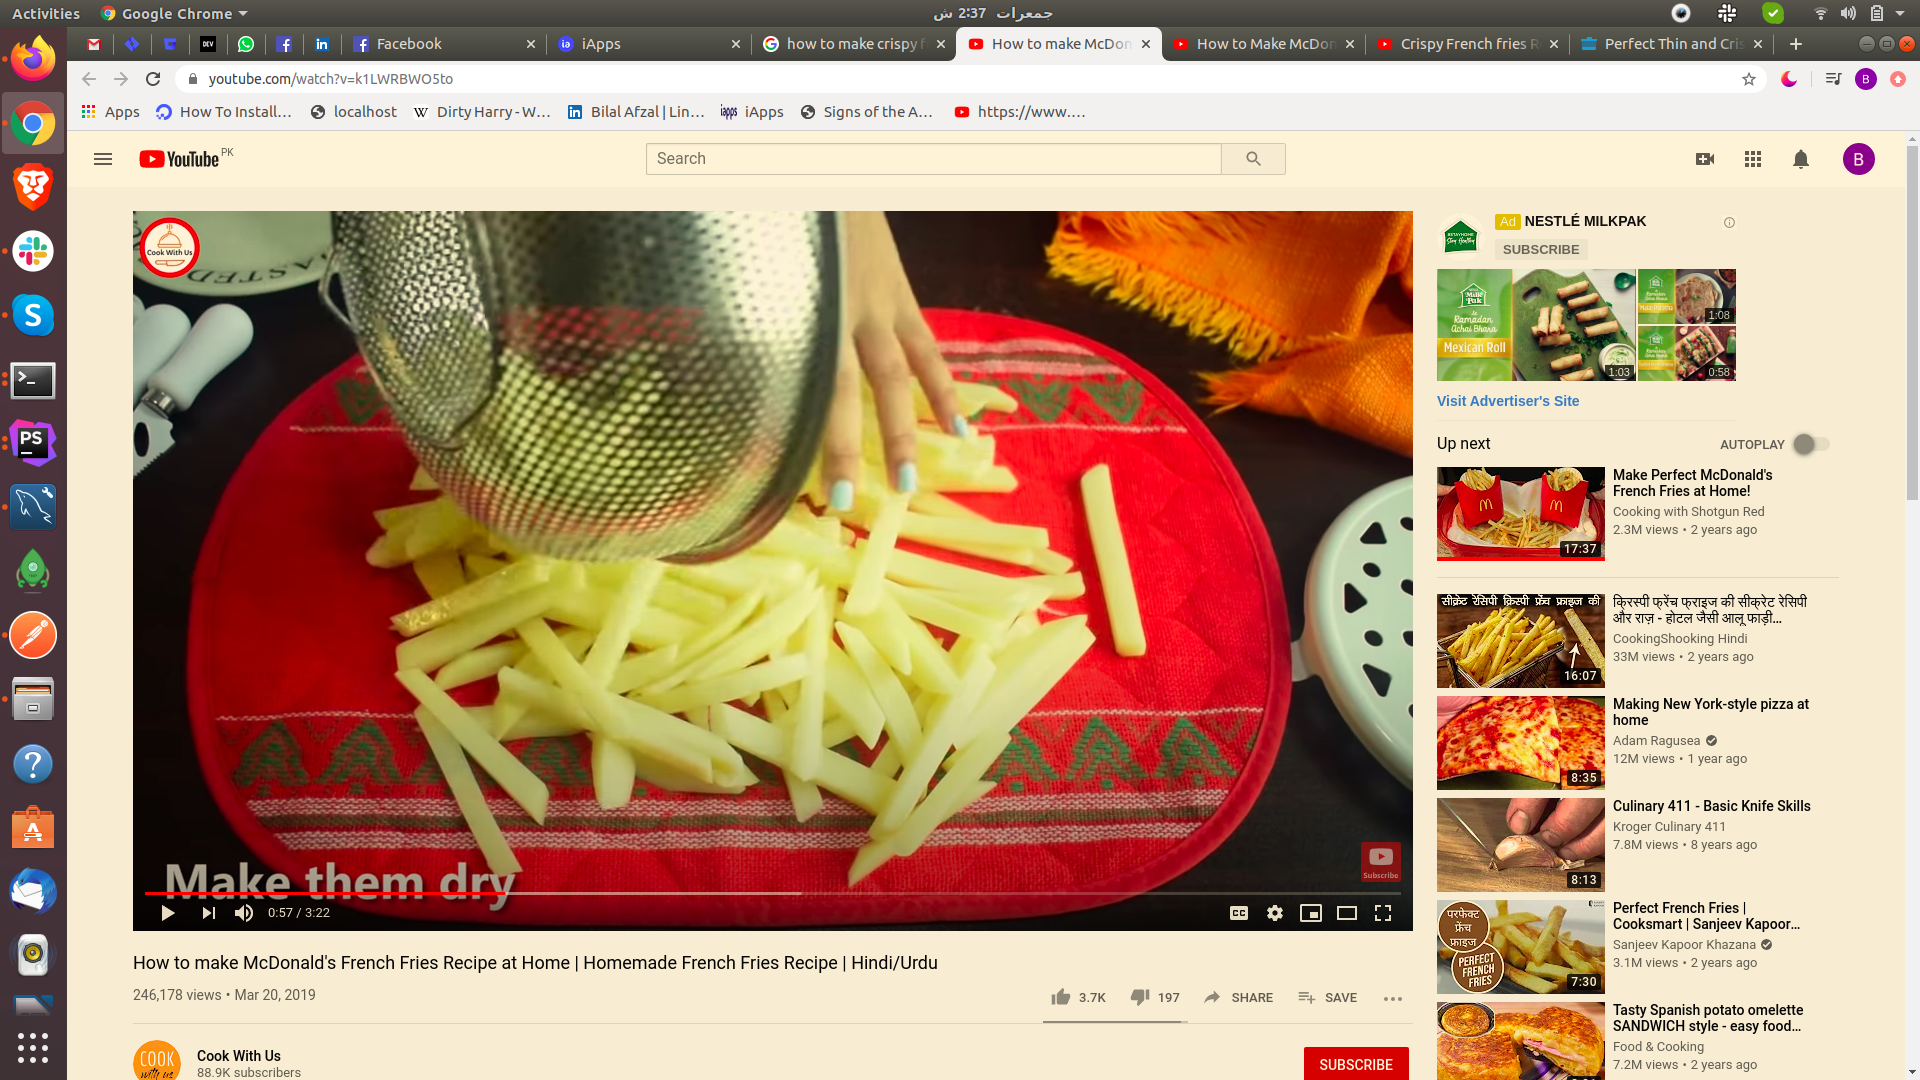 Activities
Google Chrome
جمعرات 2:37 ش
DEV
Facebook
iApps
how to make crispy f
How to make McDon
How to Make McDon
Crispy French fries R
Perfect Thin and Cris
youtube.com/watch?v=k1LWRBWO5to
B
Apps
How To Install...
localhost
Dirty Harry - W...
Bilal Afzal | Lin...
iApps
Signs of the A...
https://www....
YouTube PK
Search
B
Cook With Us
Make them dry
Subscribe
0:57 / 3:22
How to make McDonald's French Fries Recipe at Home | Homemade French Fries Recipe | Hindi/Urdu
246,178 views • Mar 20, 2019
3.7K
197
SHARE
SAVE
COOK
with us
Cook With Us
88.9K subscribers
SUBSCRIBE
Ad NESTLÉ MILKPAK
SUBSCRIBE
Ramadan
Achai Bhara
Mexican Roll
1:03
1:08
0:58
Visit Advertiser's Site
Up next
AUTOPLAY
17:37
Make Perfect McDonald's
French Fries at Home!
Cooking with Shotgun Red
2.3M views • 2 years ago
सीक्रेट रेसिपी क्रिस्पी फ्रेंच फ्राइज की
16:07
क्रिस्पी फ्रेंच फ्राइज की सीक्रेट रेसिपी
और राज़ - होटल जैसी आलू फाड़ी...
CookingShooking Hindi
33M views • 2 years ago
8:35
Making New York-style pizza at
home
Adam Ragusea
12M views • 1 year ago
8:13
Culinary 411 - Basic Knife Skills
Kroger Culinary 411
7.8M views • 8 years ago
परफेक्ट
फ्रेंच
फ्राइज
PERFECT
FRENCH
FRIES
7:30
Perfect French Fries |
Cooksmart | Sanjeev Kapoor...
Sanjeev Kapoor Khazana
3.1M views • 2 years ago
Tasty Spanish potato omelette
SANDWICH style - easy food...
Food & Cooking
7.2M views • 2 years ago
PS